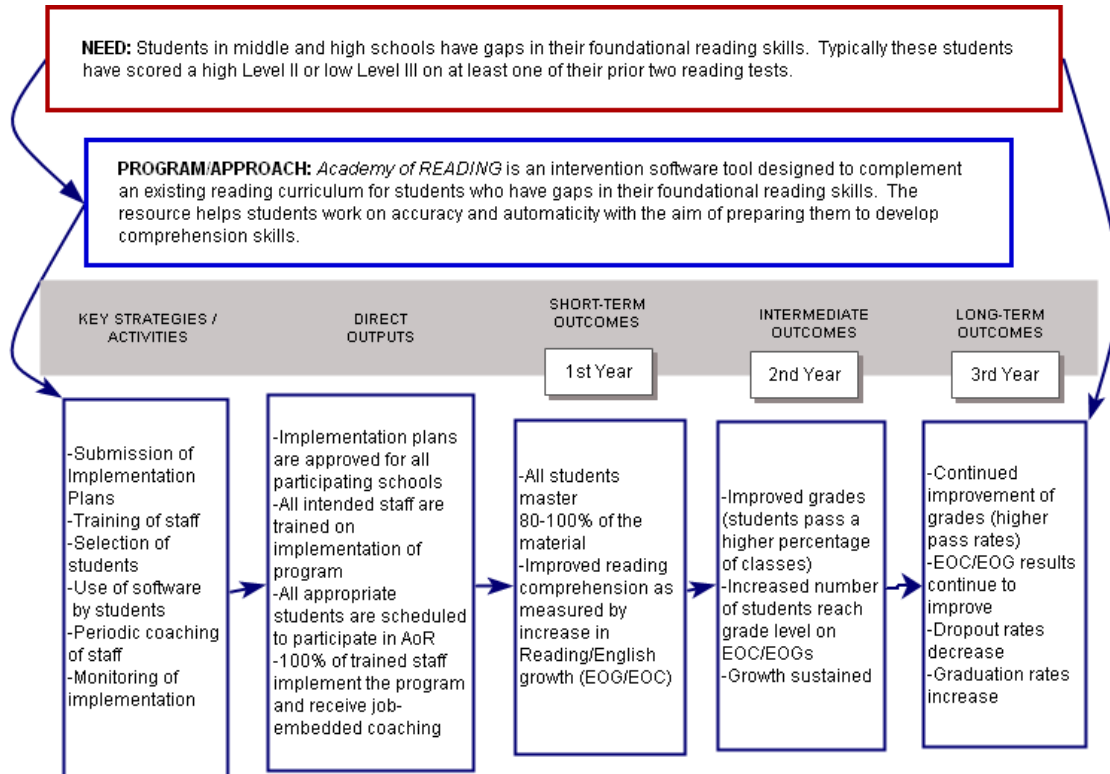 NEED: Students in middle and high schools have gaps in their foundational reading skills. Typically these students
have scored a high Level II or low Level III on at least one of their prior two reading tests.
PROGRAM/APPROACH: Academy of READING is an intervention software tool designed to complement
an existing reading curriculum for students who have gaps in their foundational reading skills. The
resource helps students work on accuracy and automaticity with the aim of preparing them to develop
comprehension skills.
KEY STRATEGIES /
ACTIVITIES
DIRECT
OUTPUTS
SHORT-TERM
OUTCOMES
1st Year
INTERMEDIATE
OUTCOMES
2nd Year
LONG-TERM
OUTCOMES
3rd Year
-Submission of
Implementation
Plans
-Training of staff
-Selection of
students
-Use of software
by students
-Periodic coaching
of staff
-Monitoring of
implementation
-Implementation plans
are approved for all
participating schools
-All intended staff are
trained on
implementation of
program
-All appropriate
students are scheduled
to participate in AoR
-100% of trained staff
implement the program
and receive job-
embedded coaching
-All students
master
80-100% of the
material
-Improved reading
comprehension as
measured by
increase in
Reading/English
growth (EOG/EOC)
-Improved grades
(students pass a
higher percentage
of classes)
-Increased number
of students reach
grade level on
EOC/EOGs
-Growth sustained
-Continued
improvement of
grades (higher
pass rates)
-EOC/EOG results
continue to
improve
-Dropout rates
decrease
-Graduation rates
increase